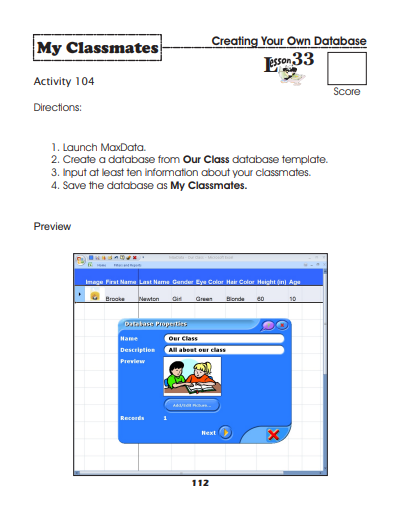 My Classmates
Creating Your Own Database
Lesson 33
Score
Activity 104
Directions:
1. Launch MaxData.
2. Create a database from Our Class database template.
3. Input at least ten information about your classmates.
4. Save the database as My Classmates.
Preview
Image First Name Last Name Gender Eye Color Hair Color Height (in) Age
Brooke Newton Girl Green Blonde 60 10
Database Properties
Name Our Class
Description All about our class
Preview
Add/Edit Picture...
Records 1
Next
112